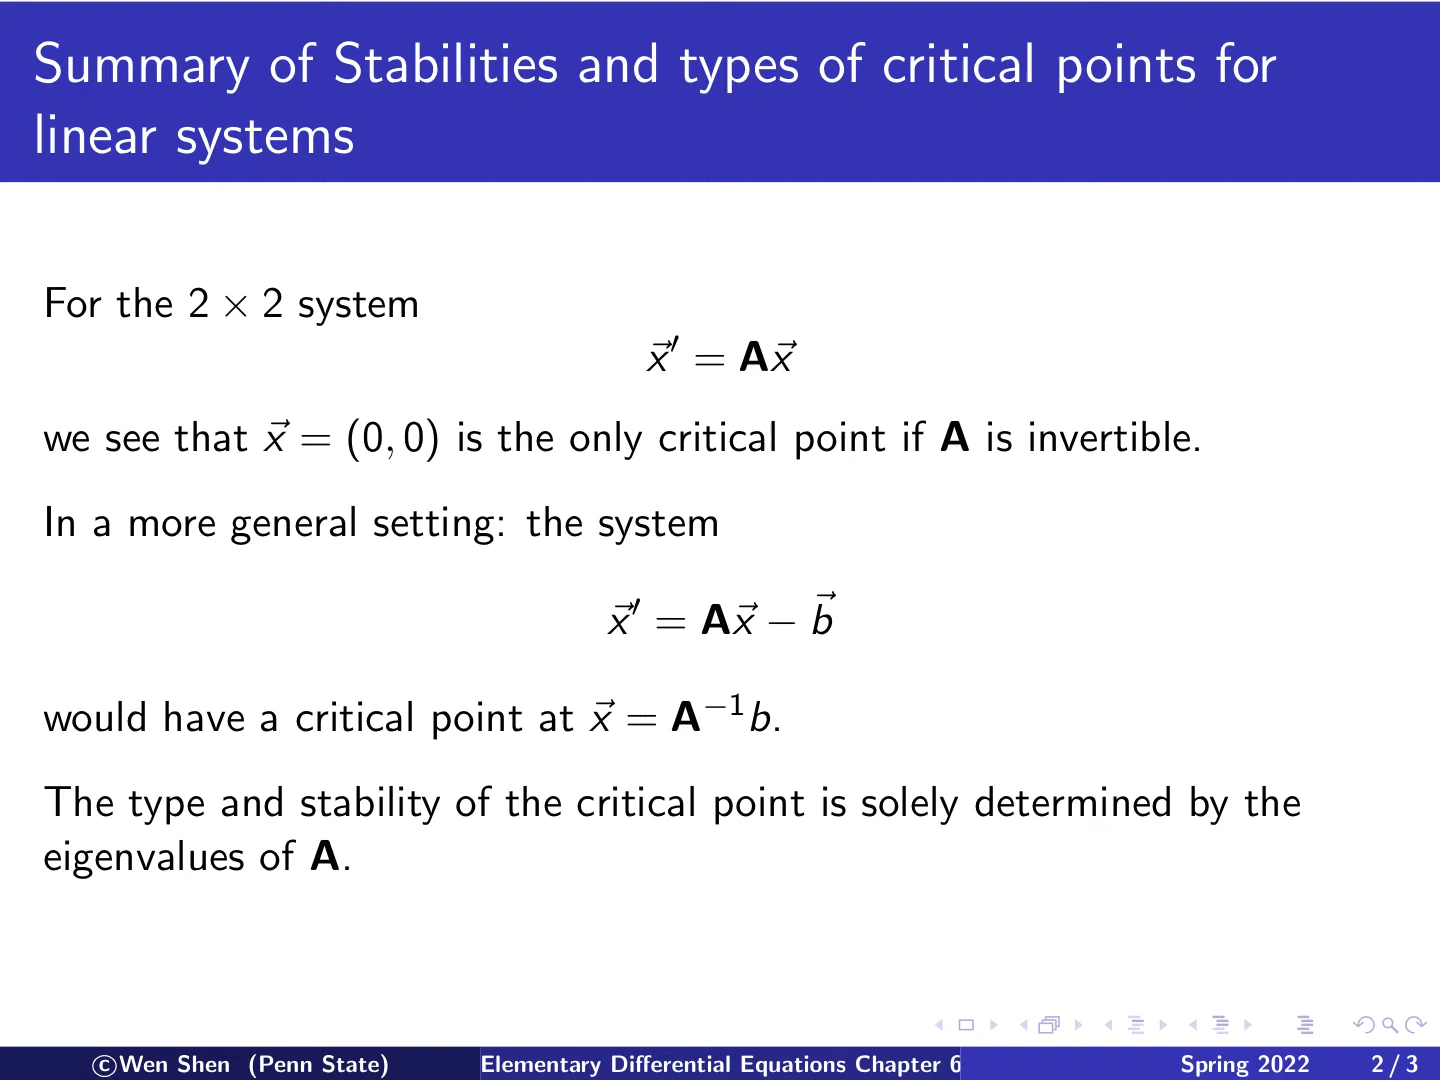 Summary of Stabilities and types of critical points for
linear systems
For the 2 × 2 system
x⃗′ = Ax⃗
we see that x⃗ = (0, 0) is the only critical point if A is invertible.
In a more general setting: the system
x⃗′ = Ax⃗ − b⃗
would have a critical point at x⃗ = A⁻¹b.
The type and stability of the critical point is solely determined by the
eigenvalues of A.
©Wen Shen (Penn State) Elementary Differential Equations Chapter 6 Spring 2022 2 / 3